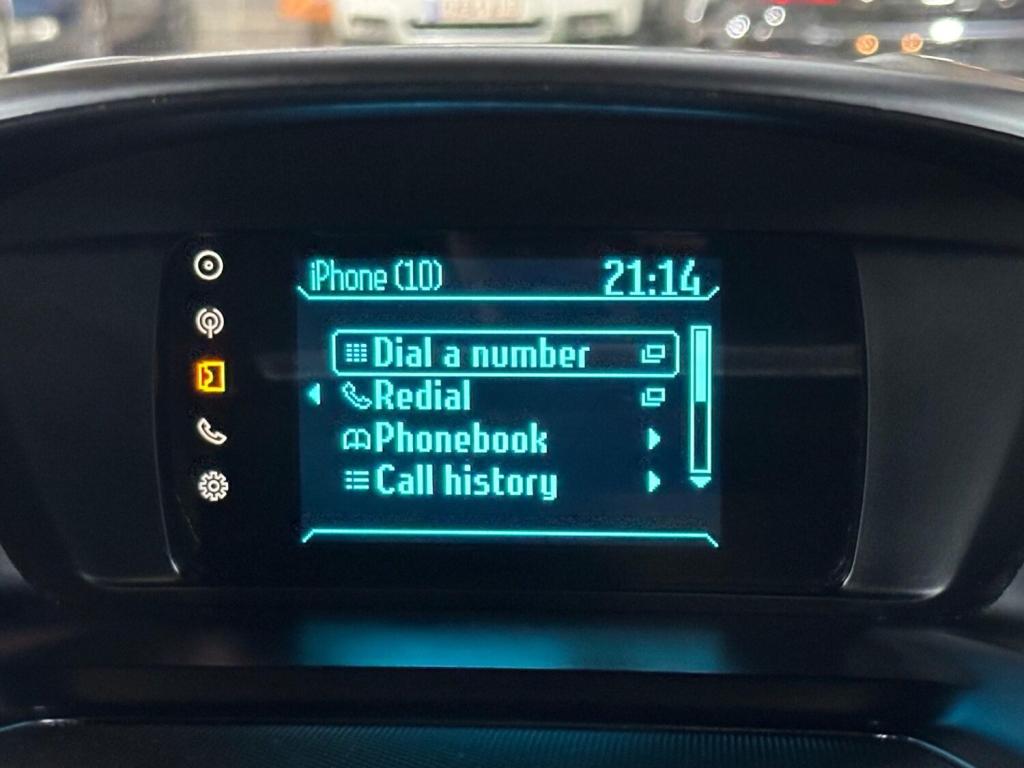 iPhone (10)
21:14
Dial a number
Redial
Phonebook
Call history